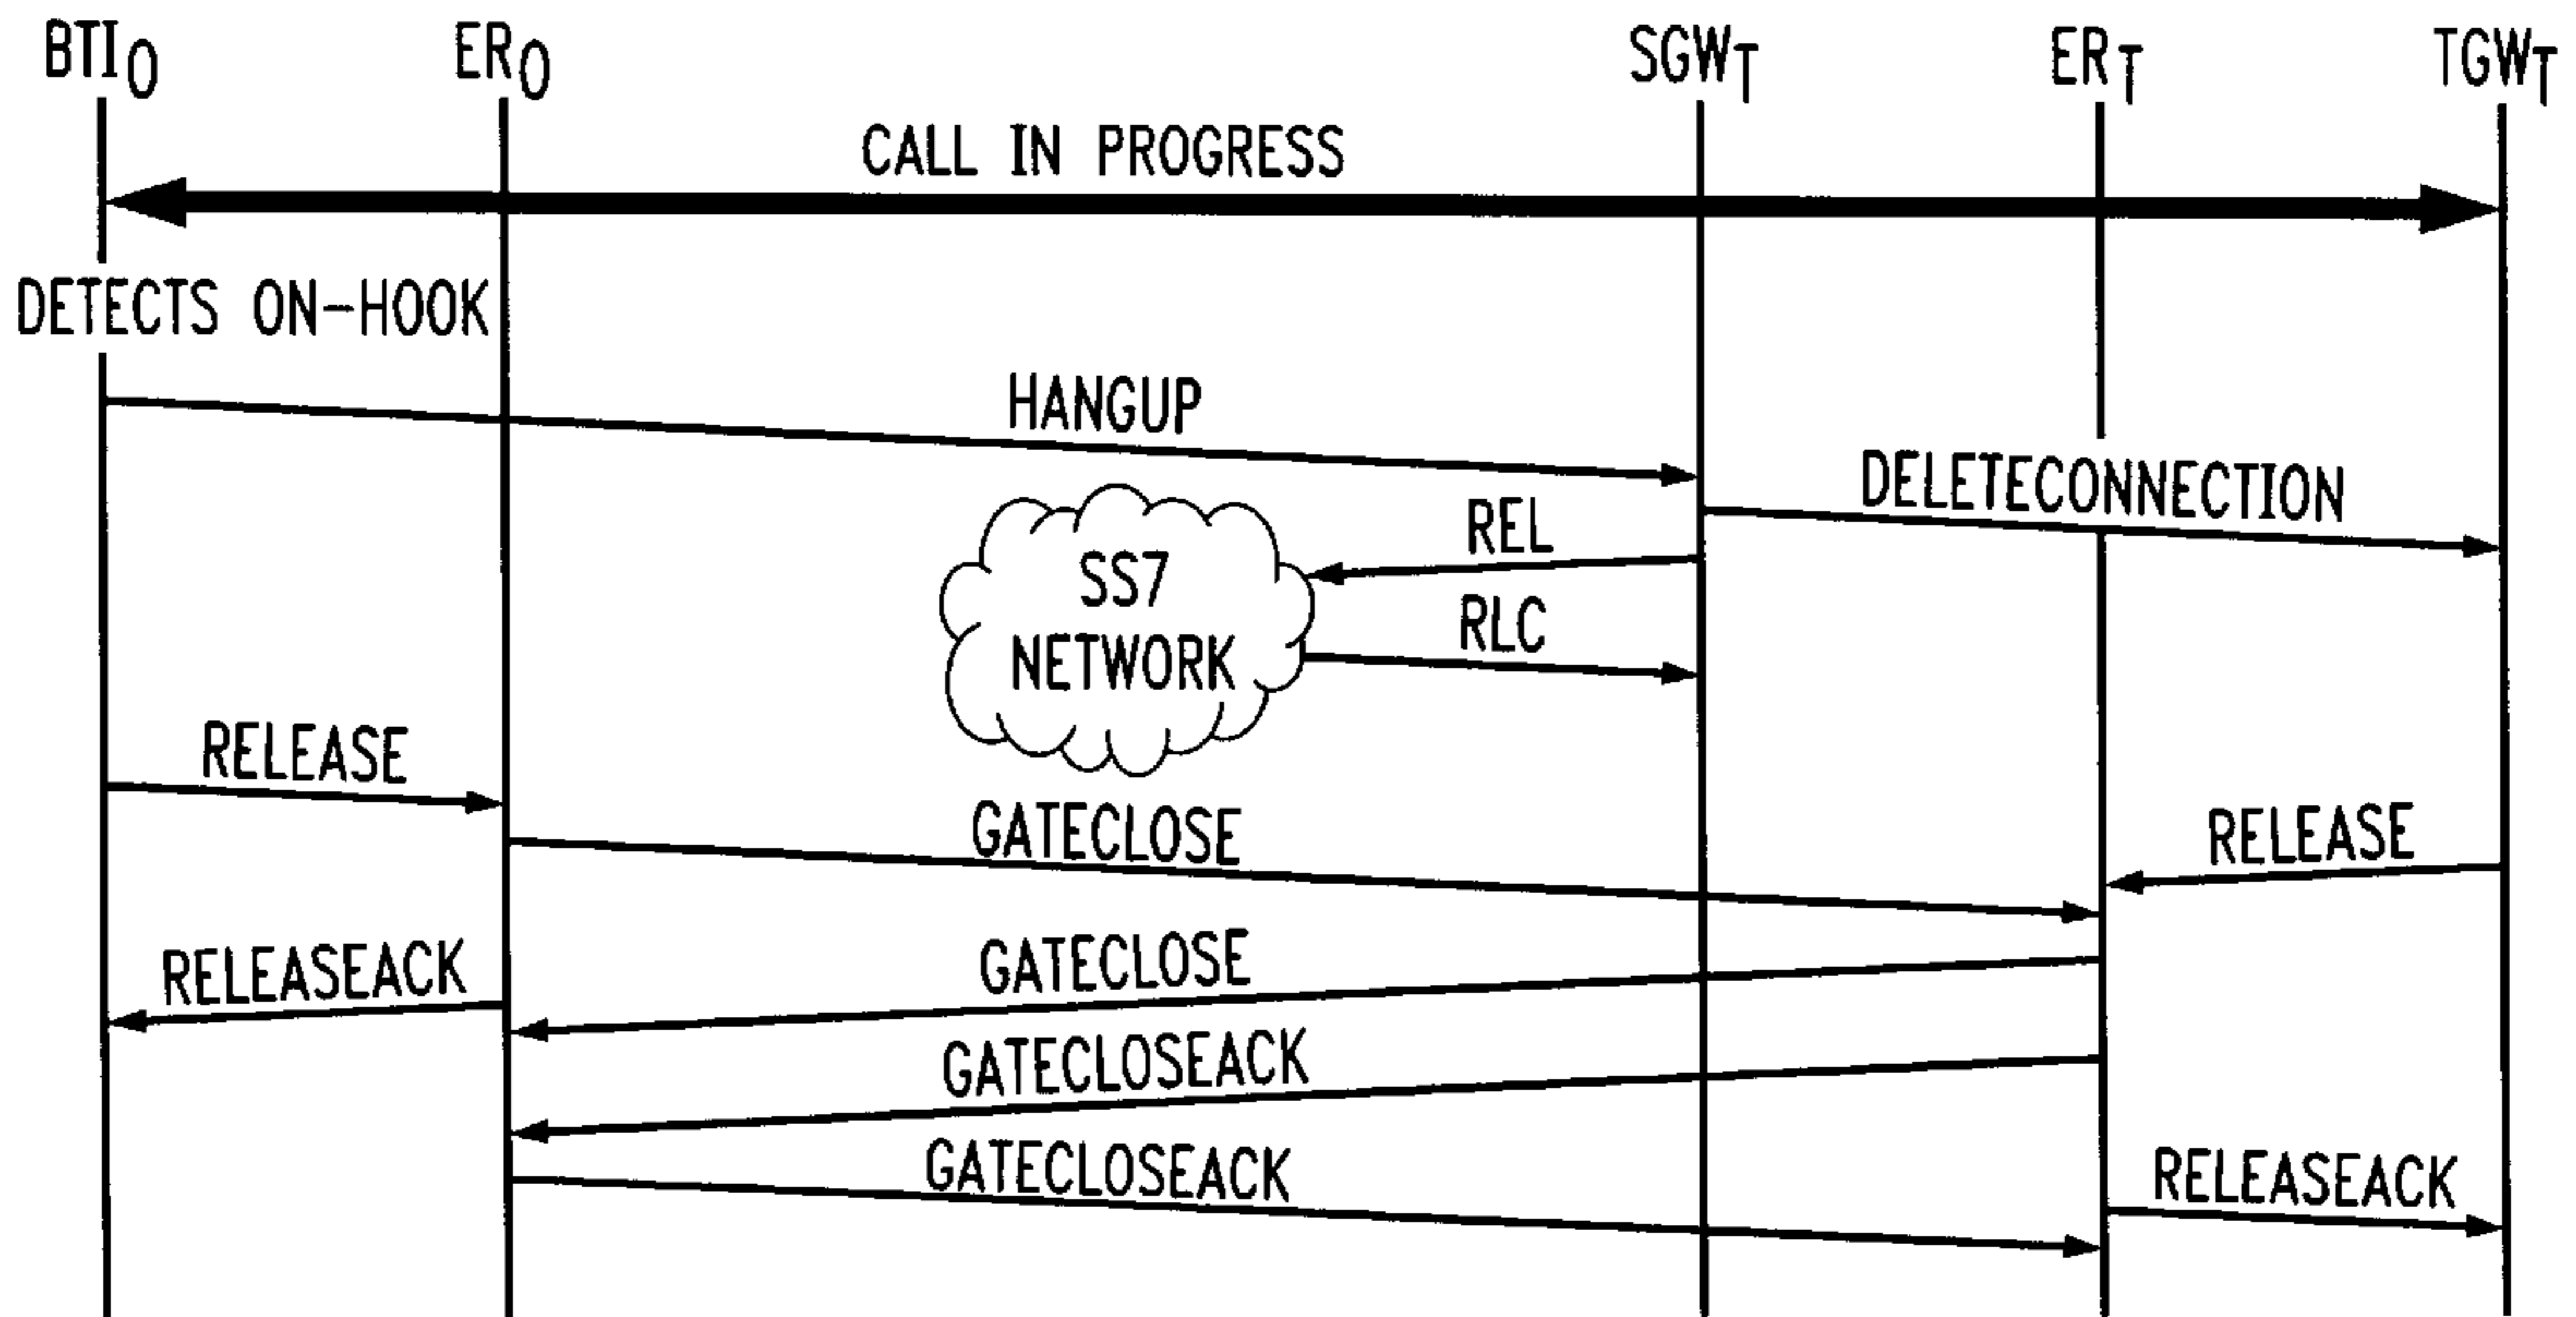 BTIO ERO SGWT ERT TGWT
CALL IN PROGRESS
DETECTS ON-HOOK
HANGUP
DELETECONNECTION
REL
SS7
NETWORK
RLC
RELEASE
GATECLOSE
RELEASE
GATECLOSE
RELEASEACK
GATECLOSEACK
GATECLOSEACK
RELEASEACK